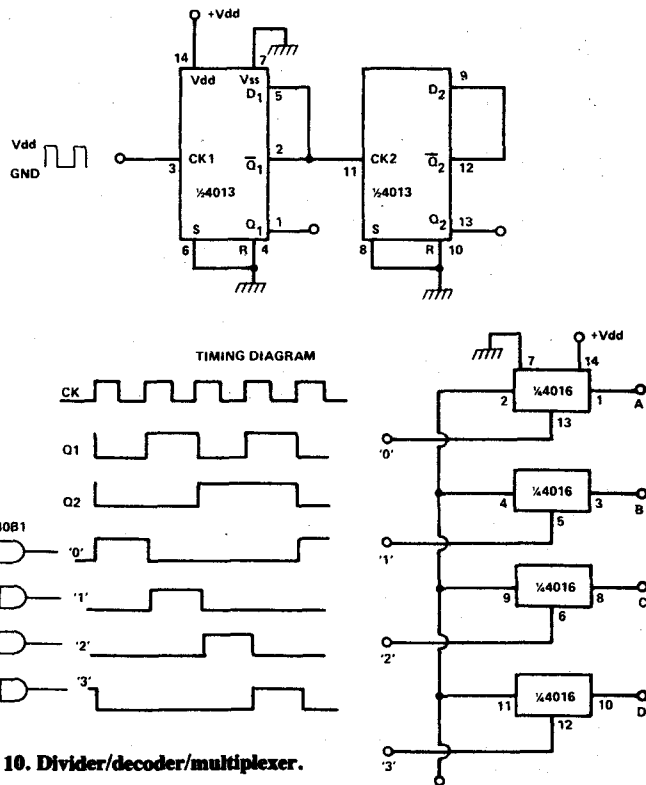 +Vdd
14
7
Vdd
Vss
D1
5
9
D2
Vdd
GND
CK1
3
2
Q̅1
11
CK2
Q̅2
12
½4013
½4013
S
Q1
1
S
Q2
13
6
R
4
8
R
10
TIMING DIAGRAM
CK
Q1
Q2
40B1
'0'
'1'
'2'
'3'
+Vdd
7
14
2
¼4016
1
A
13
'0'
4
¼4016
3
B
5
'1'
9
¼4016
8
C
6
'2'
11
¼4016
10
D
12
'3'
10. Divider/decoder/multiplexer.